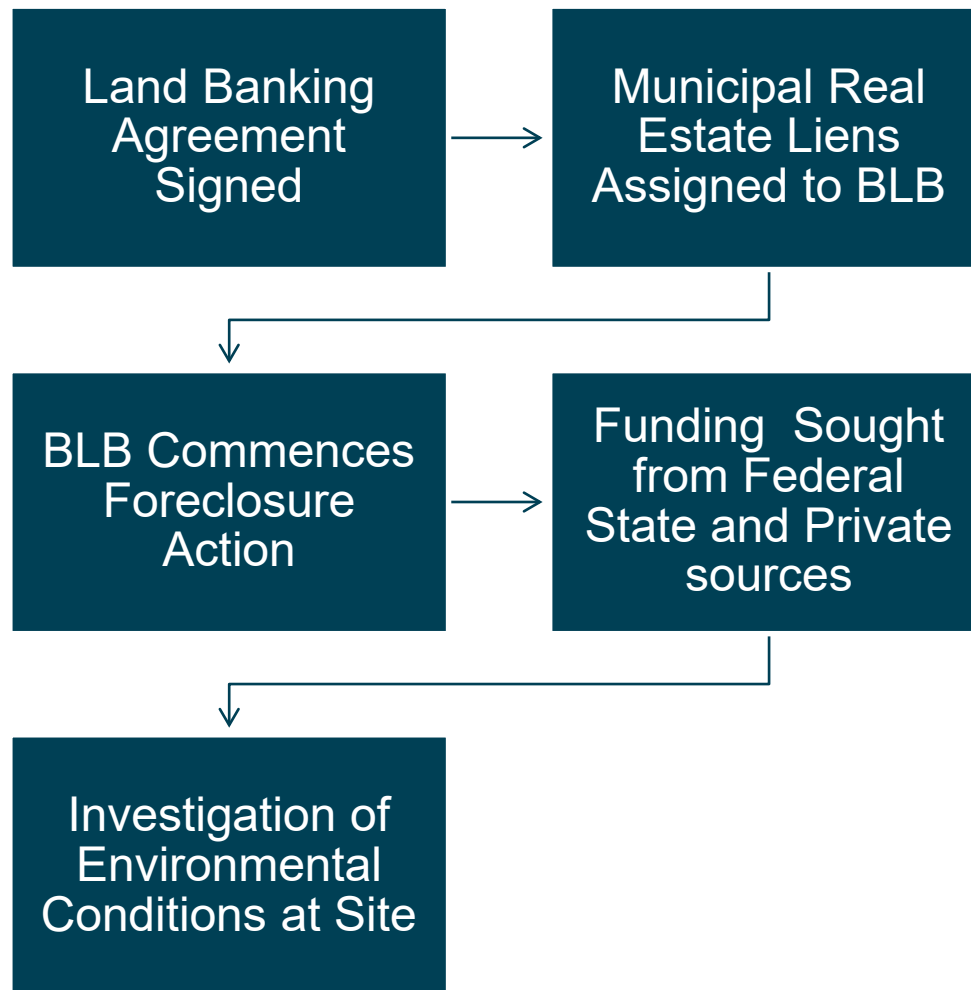 Land Banking
Agreement
Signed
Municipal Real
Estate Liens
Assigned to BLB
BLB Commences
Foreclosure
Action
Funding  Sought
from Federal
State and Private
sources
Investigation of
Environmental
Conditions at Site